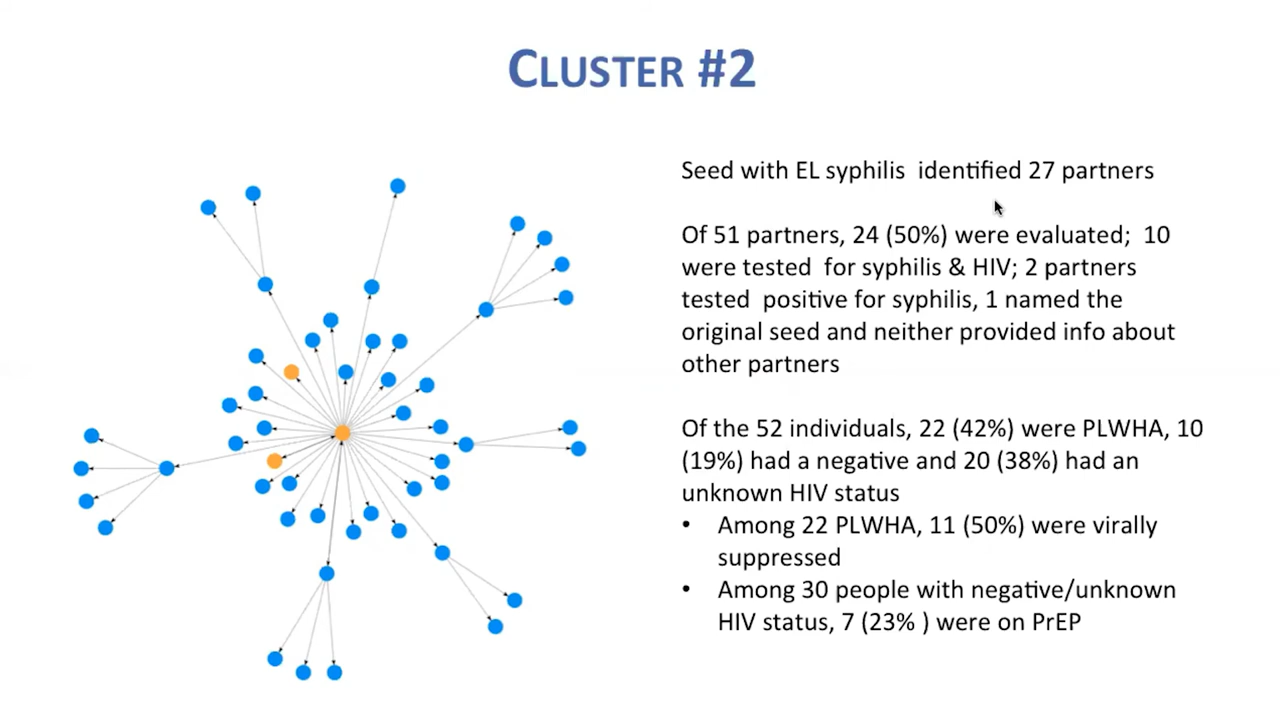 CLUSTER #2
Seed with EL syphilis identified 27 partners
Of 51 partners, 24 (50%) were evaluated; 10
were tested for syphilis & HIV; 2 partners
tested positive for syphilis, 1 named the
original seed and neither provided info about
other partners
Of the 52 individuals, 22 (42%) were PLWHA, 10
(19%) had a negative and 20 (38%) had an
unknown HIV status
• Among 22 PLWHA, 11 (50%) were virally
suppressed
• Among 30 people with negative/unknown
HIV status, 7 (23% ) were on PrEP